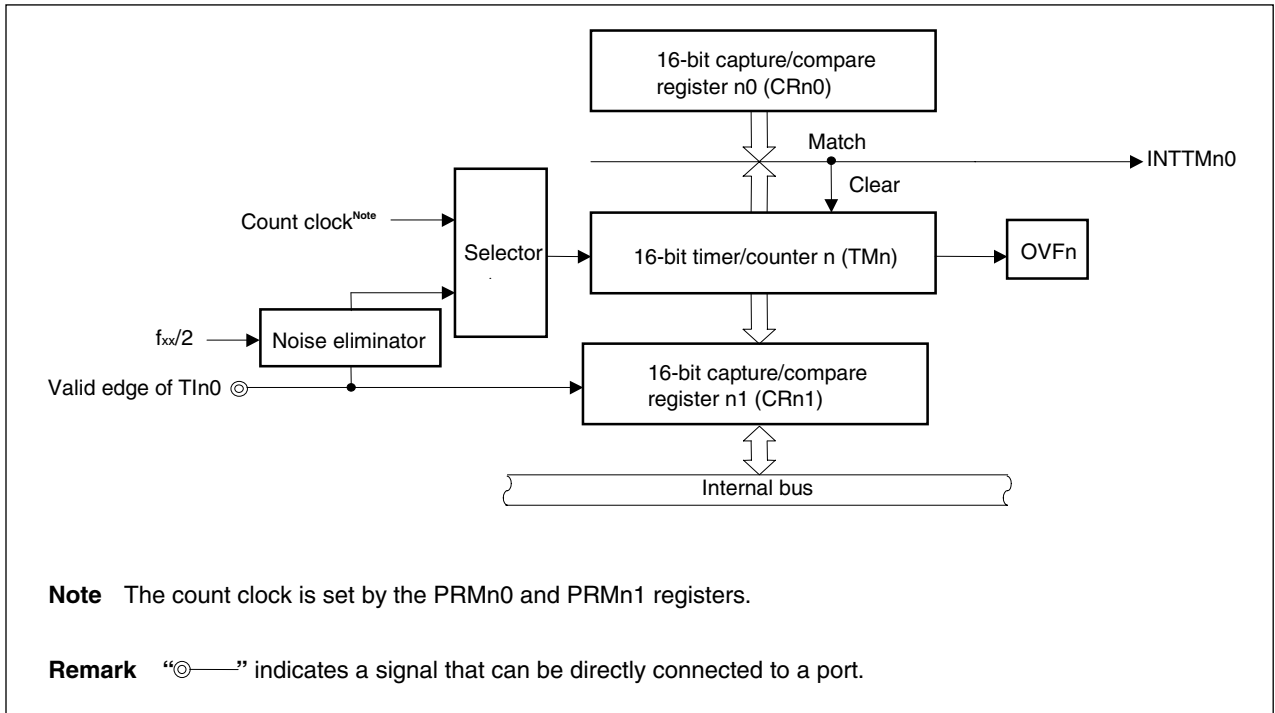 16-bit capture/compare
register n0 (CRn0)
Match
INTTMn0
Clear
Count clockNote
Selector
16-bit timer/counter n (TMn)
OVFn
fxx/2
Noise eliminator
Valid edge of TIn0
16-bit capture/compare
register n1 (CRn1)
Internal bus
Note The count clock is set by the PRMn0 and PRMn1 registers.
Remark “◎——” indicates a signal that can be directly connected to a port.